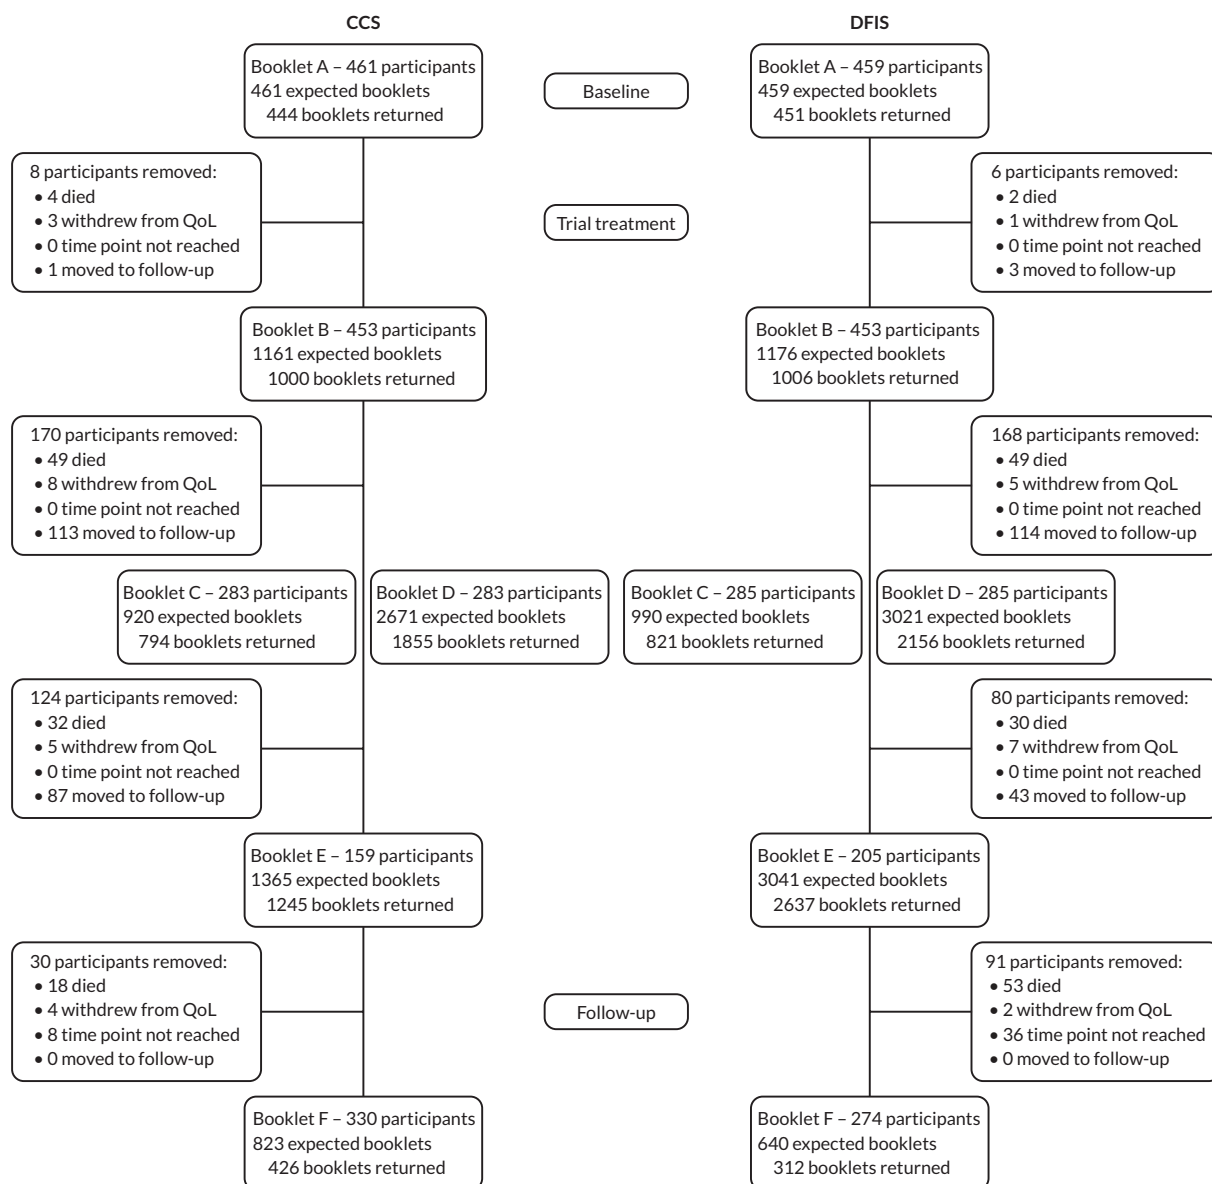 CCS
DFIS
Booklet A – 461 participants
461 expected booklets
444 booklets returned
Baseline
Booklet A – 459 participants
459 expected booklets
451 booklets returned
8 participants removed:
• 4 died
• 3 withdrew from QoL
• 0 time point not reached
• 1 moved to follow-up
Trial treatment
6 participants removed:
• 2 died
• 1 withdrew from QoL
• 0 time point not reached
• 3 moved to follow-up
Booklet B – 453 participants
1161 expected booklets
1000 booklets returned
Booklet B – 453 participants
1176 expected booklets
1006 booklets returned
170 participants removed:
• 49 died
• 8 withdrew from QoL
• 0 time point not reached
• 113 moved to follow-up
168 participants removed:
• 49 died
• 5 withdrew from QoL
• 0 time point not reached
• 114 moved to follow-up
Booklet C – 283 participants
920 expected booklets
794 booklets returned
Booklet D – 283 participants
2671 expected booklets
1855 booklets returned
Booklet C – 285 participants
990 expected booklets
821 booklets returned
Booklet D – 285 participants
3021 expected booklets
2156 booklets returned
124 participants removed:
• 32 died
• 5 withdrew from QoL
• 0 time point not reached
• 87 moved to follow-up
80 participants removed:
• 30 died
• 7 withdrew from QoL
• 0 time point not reached
• 43 moved to follow-up
Booklet E – 159 participants
1365 expected booklets
1245 booklets returned
Booklet E – 205 participants
3041 expected booklets
2637 booklets returned
30 participants removed:
• 18 died
• 4 withdrew from QoL
• 8 time point not reached
• 0 moved to follow-up
Follow-up
91 participants removed:
• 53 died
• 2 withdrew from QoL
• 36 time point not reached
• 0 moved to follow-up
Booklet F – 330 participants
823 expected booklets
426 booklets returned
Booklet F – 274 participants
640 expected booklets
312 booklets returned